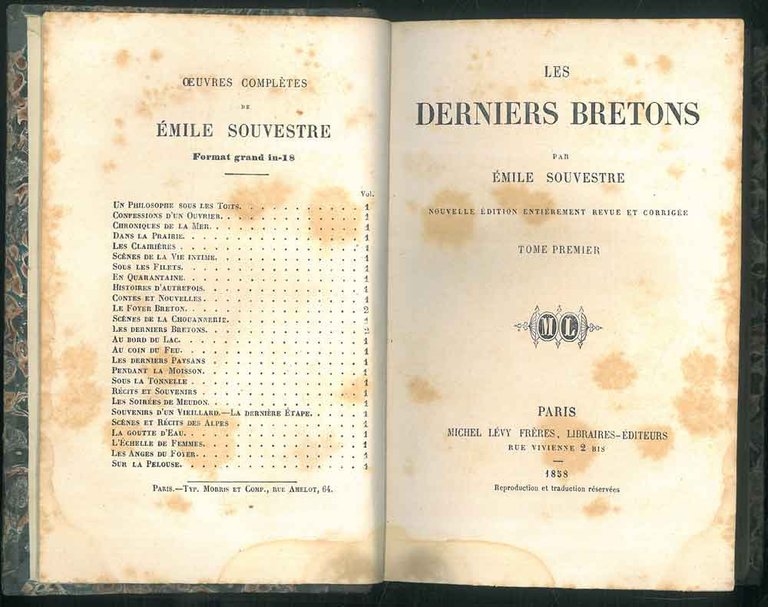 ŒUVRES COMPLÈTES
DE
ÉMILE SOUVESTRE
Format grand in-18
Vol.
UN PHILOSOPHE SOUS LES TOITS. 1
CONFESSIONS D'UN OUVRIER. 1
CHRONIQUES DE LA MER. 1
DANS LA PRAIRIE. 1
LES CLAIRIÈRES 1
SCÈNES DE LA VIE INTIME. 1
SOUS LES FILETS. 1
EN QUARANTAINE. 1
HISTOIRES D'AUTREFOIS. 1
CONTES ET NOUVELLES 1
LE FOYER BRETON. 2
SCÈNES DE LA CHOUANNERIE. 1
LES DERNIERS BRETONS. 2
AU BORD DU LAC. 1
AU COIN DU FEU. 1
LES DERNIERS PAYSANS 1
PENDANT LA MOISSON. 1
SOUS LA TONNELLE 1
RÉCITS ET SOUVENIRS 1
LES SOIRÉES DE MEUDON. 1
SOUVENIRS D'UN VIEILLARD.—LA DERNIÈRE ÉTAPE. 1
SCÈNES ET RÉCITS DES ALPES 1
LA GOUTTE D'EAU. 1
L'ÉCHELLE DE FEMMES. 1
LES ANGES DU FOYER. 1
SUR LA PELOUSE. 1
PARIS.—TYP. MORRIS ET COMP., RUE AMELOT, 64.
LES
DERNIERS BRETONS
PAR
ÉMILE SOUVESTRE
NOUVELLE ÉDITION ENTIÈREMENT REVUE ET CORRIGÉE
TOME PREMIER
M L
PARIS
MICHEL LÉVY FRÈRES, LIBRAIRES-ÉDITEURS
RUE VIVIENNE 2 BIS
1858
Reproduction et traduction réservées